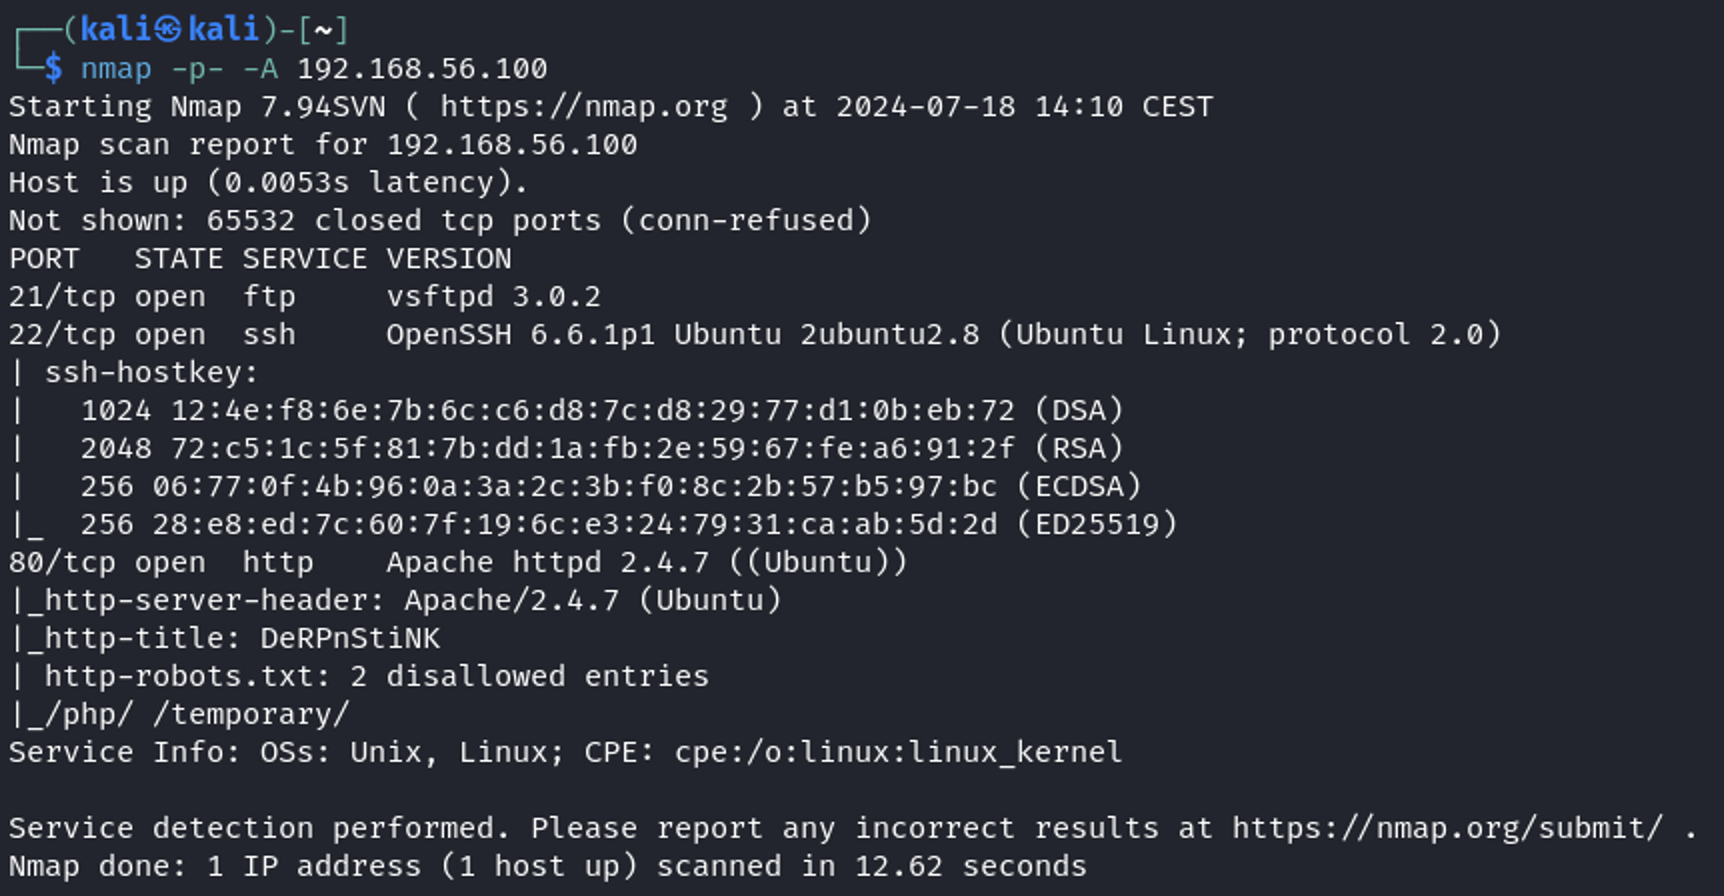 ┌──(kali㉿kali)-[~]
└─$ nmap -p- -A 192.168.56.100
Starting Nmap 7.94SVN ( https://nmap.org ) at 2024-07-18 14:10 CEST
Nmap scan report for 192.168.56.100
Host is up (0.0053s latency).
Not shown: 65532 closed tcp ports (conn-refused)
PORT   STATE SERVICE VERSION
21/tcp open  ftp     vsftpd 3.0.2
22/tcp open  ssh     OpenSSH 6.6.1p1 Ubuntu 2ubuntu2.8 (Ubuntu Linux; protocol 2.0)
| ssh-hostkey:
|   1024 12:4e:f8:6e:7b:6c:c6:d8:7c:d8:29:77:d1:0b:eb:72 (DSA)
|   2048 72:c5:1c:5f:81:7b:dd:1a:fb:2e:59:67:fe:a6:91:2f (RSA)
|   256 06:77:0f:4b:96:0a:3a:2c:3b:f0:8c:2b:57:b5:97:bc (ECDSA)
|_  256 28:e8:ed:7c:60:7f:19:6c:e3:24:79:31:ca:ab:5d:2d (ED25519)
80/tcp open  http    Apache httpd 2.4.7 ((Ubuntu))
|_http-server-header: Apache/2.4.7 (Ubuntu)
|_http-title: DeRPnStiNK
| http-robots.txt: 2 disallowed entries
|_/php/ /temporary/
Service Info: OSs: Unix, Linux; CPE: cpe:/o:linux:linux_kernel

Service detection performed. Please report any incorrect results at https://nmap.org/submit/ .
Nmap done: 1 IP address (1 host up) scanned in 12.62 seconds